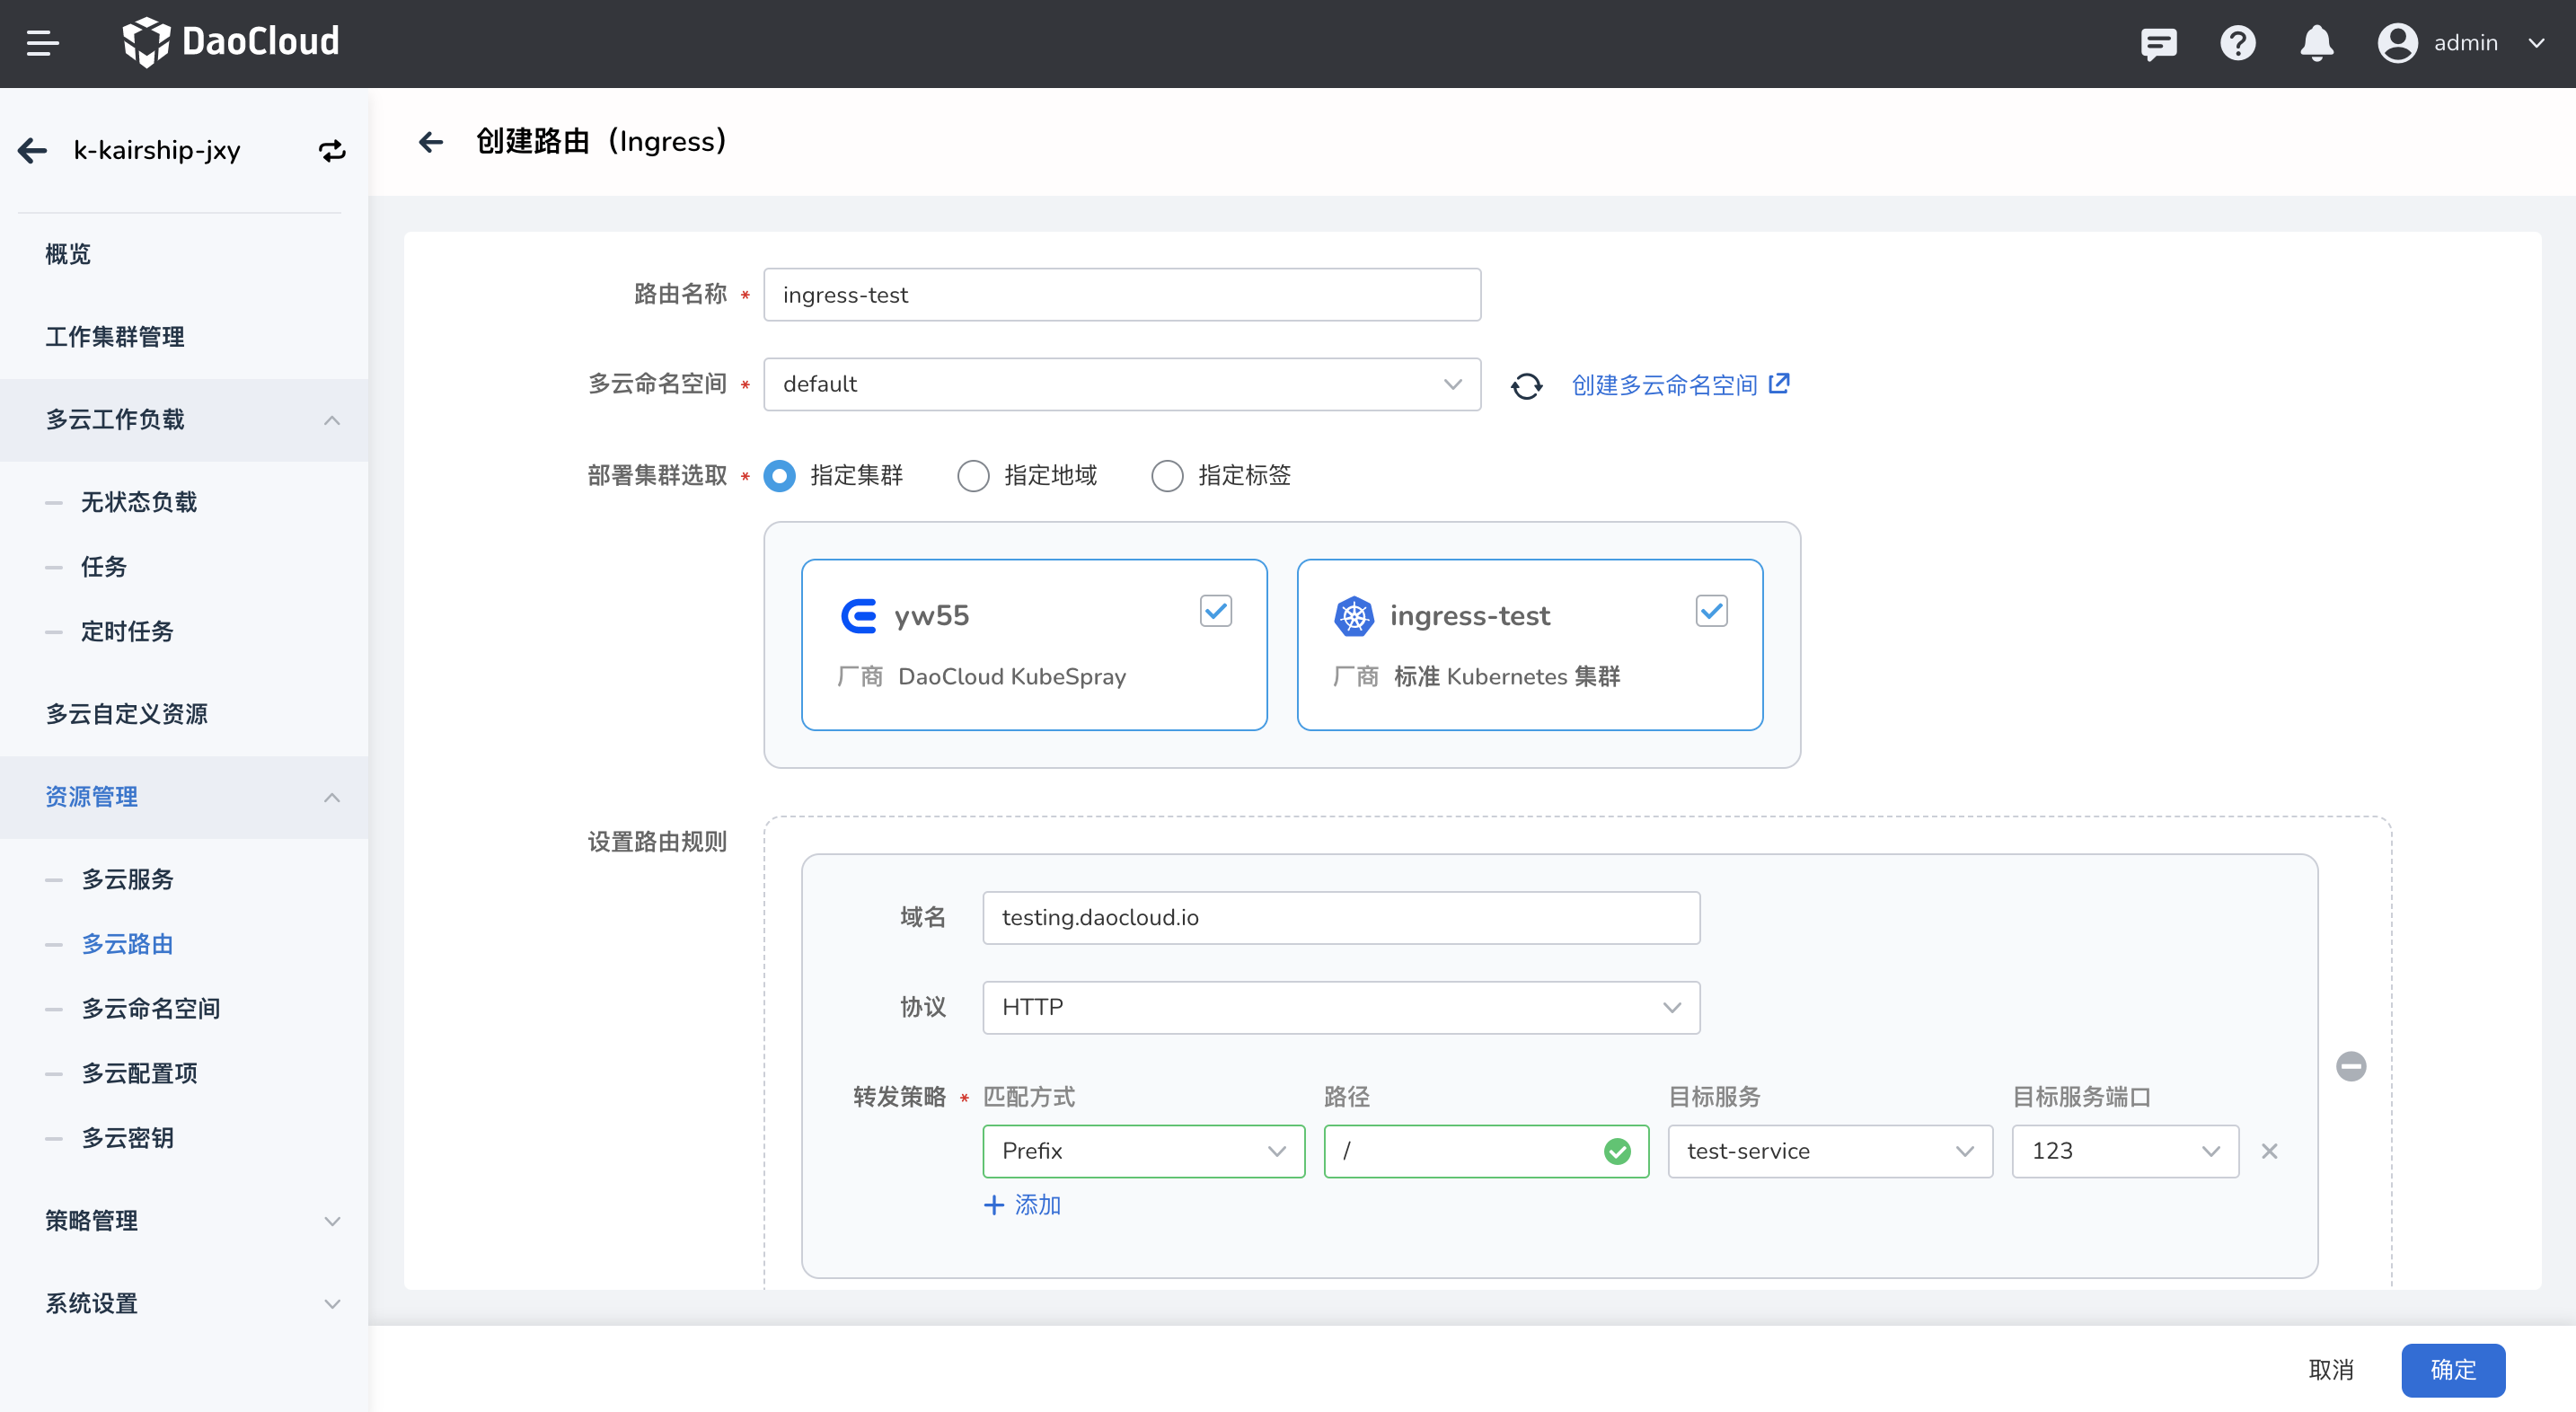 DaoCloud
admin
k-kairship-jxy
概览
工作集群管理
多云工作负载
无状态负载
任务
定时任务
多云自定义资源
资源管理
多云服务
多云路由
多云命名空间
多云配置项
多云密钥
策略管理
系统设置
创建路由（Ingress）
路由名称 * ingress-test
多云命名空间 * default 创建多云命名空间
部署集群选取 * 指定集群 指定地域 指定标签
yw55
厂商 DaoCloud KubeSpray
ingress-test
厂商 标准 Kubernetes 集群
设置路由规则
域名 testing.daocloud.io
协议 HTTP
转发策略 * 匹配方式 路径 目标服务 目标服务端口
Prefix / test-service 123
+ 添加
取消 确定